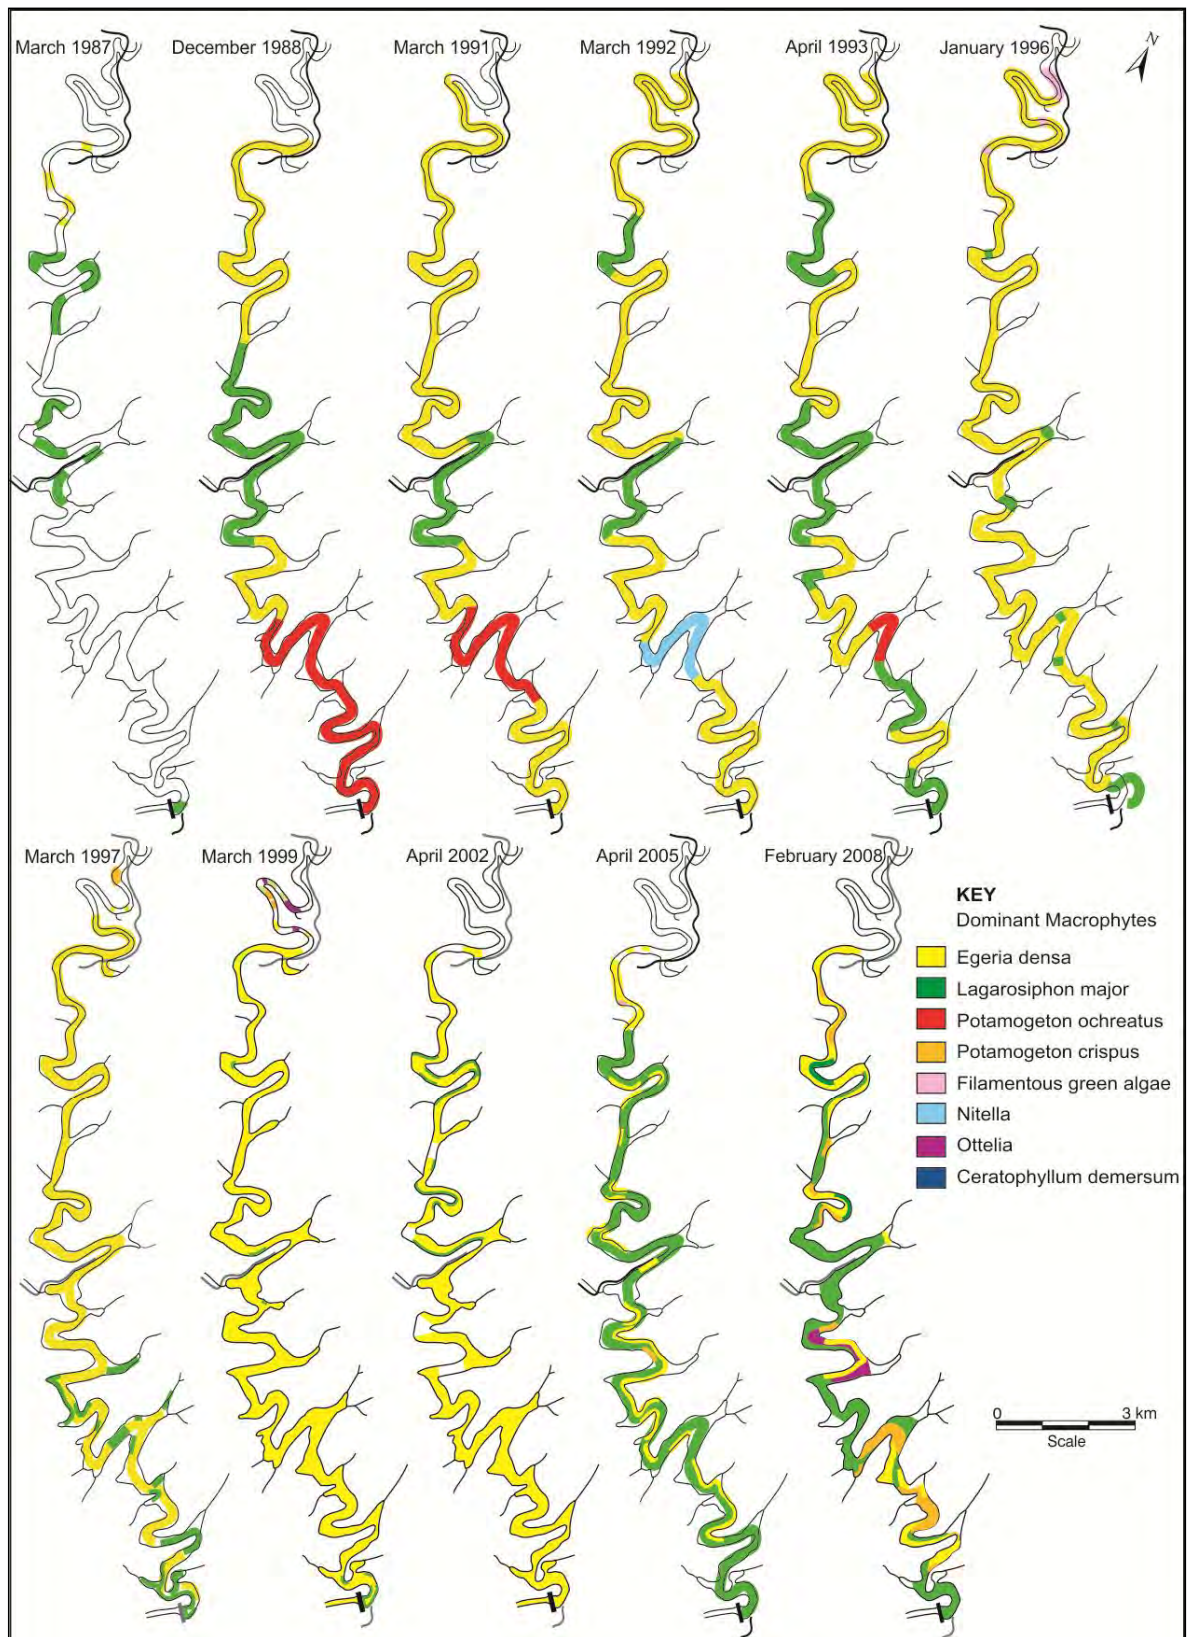 March 1987
December 1988
March 1991
March 1992
April 1993
January 1996
N
March 1997
March 1999
April 2002
April 2005
February 2008
KEY
Dominant Macrophytes
Egeria densa
Lagarosiphon major
Potamogeton ochreatus
Potamogeton crispus
Filamentous green algae
Nitella
Ottelia
Ceratophyllum demersum
0 3 km
Scale